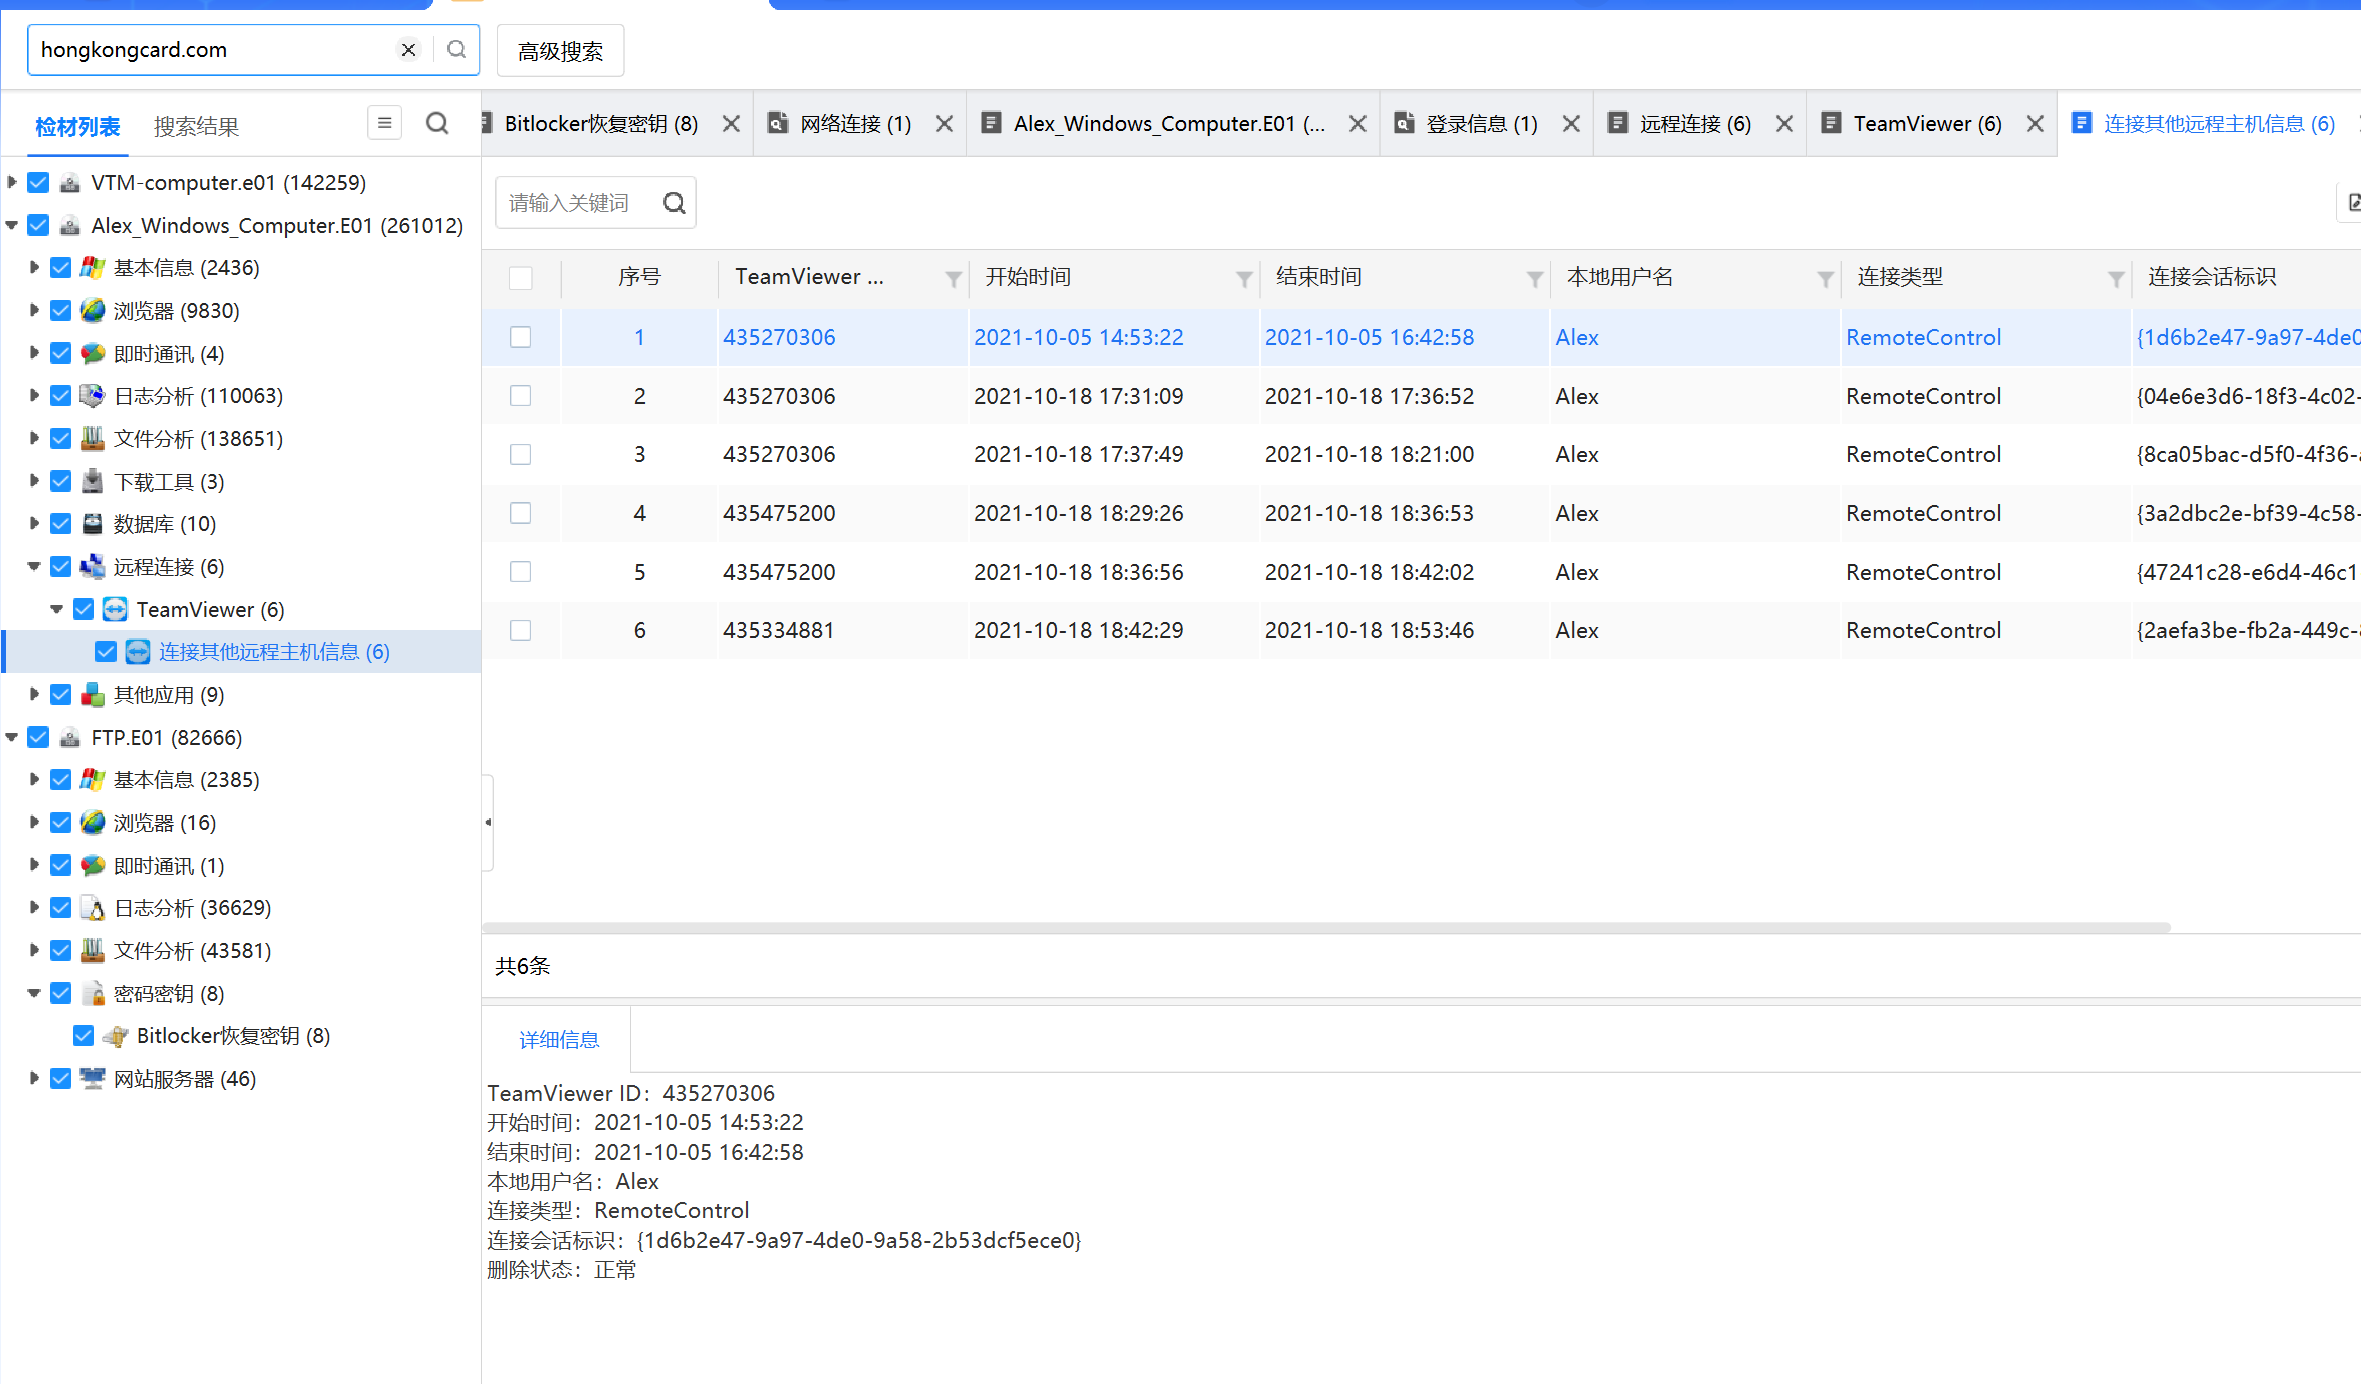 hongkongcard.com
高级搜索
检材列表 搜索结果
Bitlocker恢复密钥 (8) 网络连接 (1) Alex_Windows_Computer.E01 (... 登录信息 (1) 远程连接 (6) TeamViewer (6) 连接其他远程主机信息 (6)
VTM-computer.e01 (142259)
Alex_Windows_Computer.E01 (261012)
基本信息 (2436)
浏览器 (9830)
即时通讯 (4)
日志分析 (110063)
文件分析 (138651)
下载工具 (3)
数据库 (10)
远程连接 (6)
TeamViewer (6)
连接其他远程主机信息 (6)
其他应用 (9)
FTP.E01 (82666)
基本信息 (2385)
浏览器 (16)
即时通讯 (1)
日志分析 (36629)
文件分析 (43581)
密码密钥 (8)
Bitlocker恢复密钥 (8)
网站服务器 (46)
请输入关键词
序号 TeamViewer ... 开始时间 结束时间 本地用户名 连接类型 连接会话标识
1 435270306 2021-10-05 14:53:22 2021-10-05 16:42:58 Alex RemoteControl {1d6b2e47-9a97-4de0
2 435270306 2021-10-18 17:31:09 2021-10-18 17:36:52 Alex RemoteControl {04e6e3d6-18f3-4c02-
3 435270306 2021-10-18 17:37:49 2021-10-18 18:21:00 Alex RemoteControl {8ca05bac-d5f0-4f36-
4 435475200 2021-10-18 18:29:26 2021-10-18 18:36:53 Alex RemoteControl {3a2dbc2e-bf39-4c58-
5 435475200 2021-10-18 18:36:56 2021-10-18 18:42:02 Alex RemoteControl {47241c28-e6d4-46c1
6 435334881 2021-10-18 18:42:29 2021-10-18 18:53:46 Alex RemoteControl {2aefa3be-fb2a-449c-
共6条
详细信息
TeamViewer ID：435270306
开始时间：2021-10-05 14:53:22
结束时间：2021-10-05 16:42:58
本地用户名：Alex
连接类型：RemoteControl
连接会话标识：{1d6b2e47-9a97-4de0-9a58-2b53dcf5ece0}
删除状态：正常